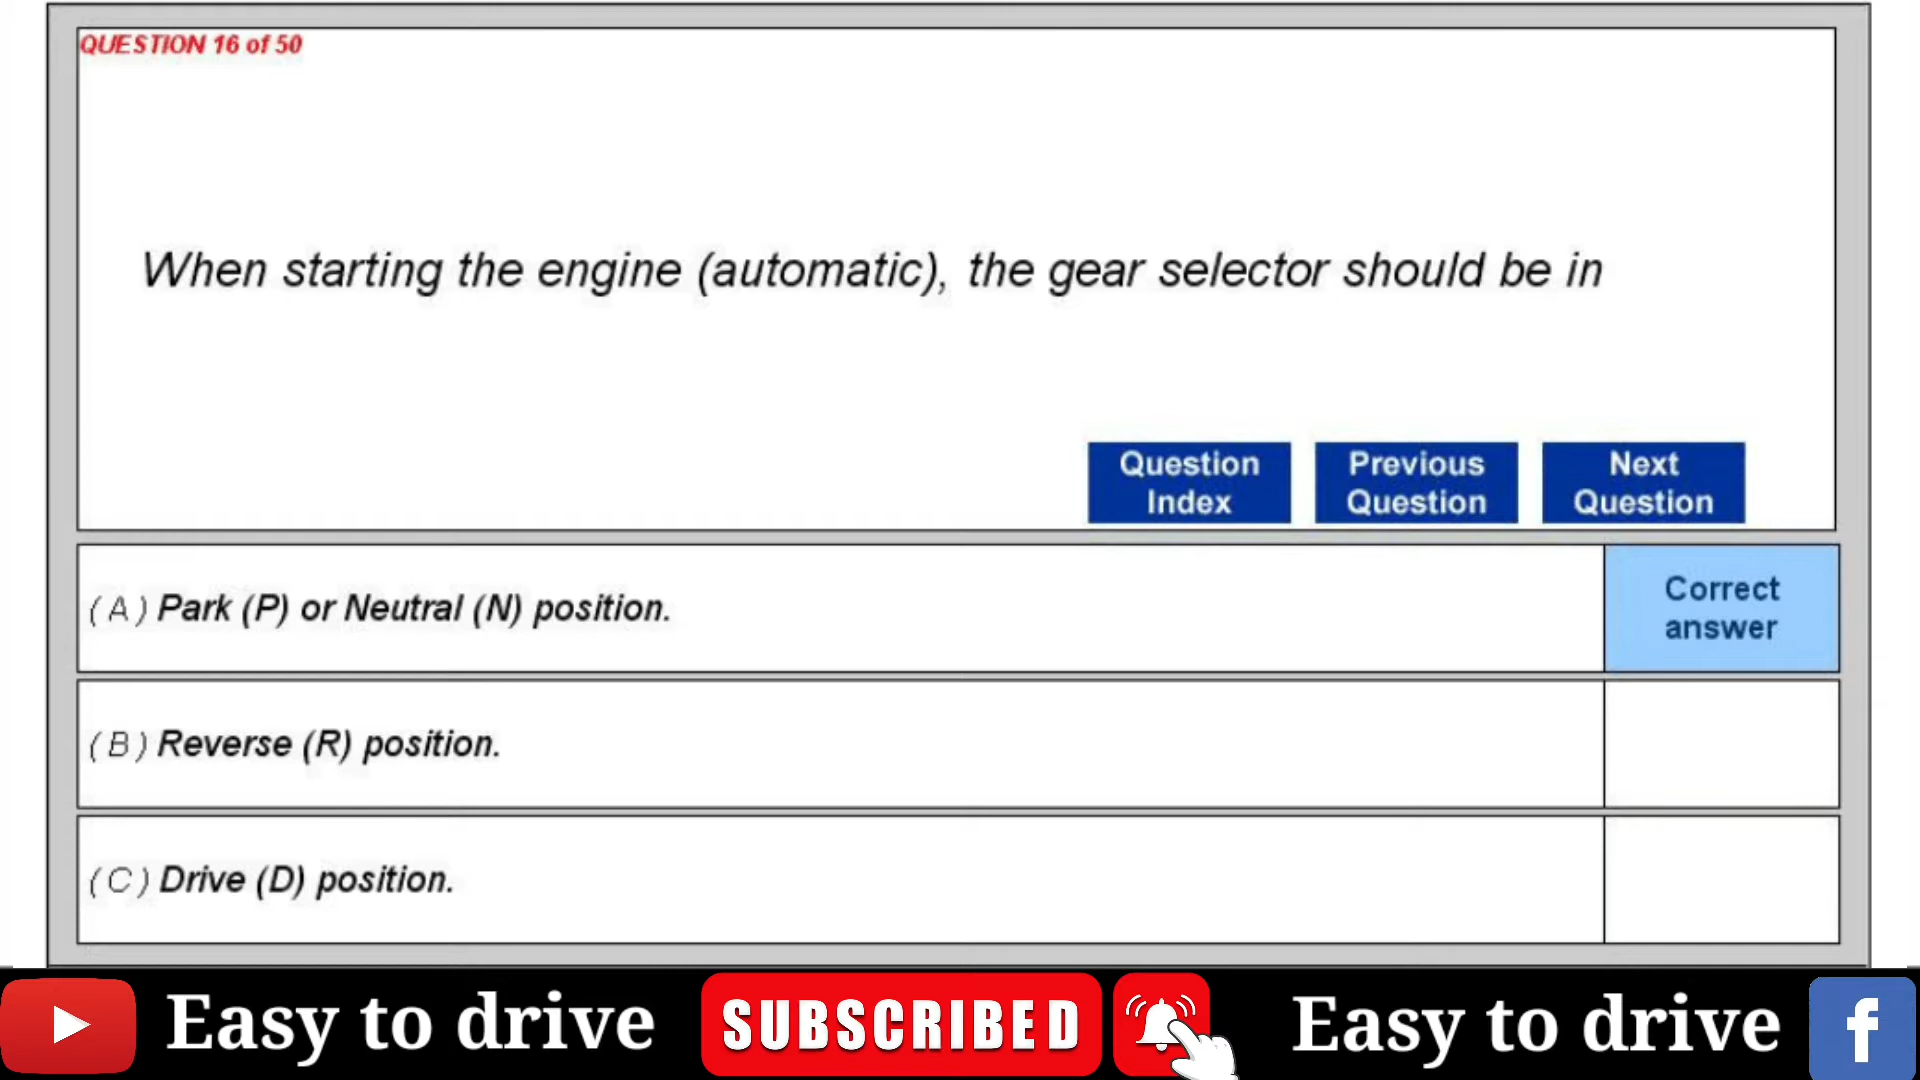 QUESTION 16 of 50
When starting the engine (automatic), the gear selector should be in
Question
Index
Previous
Question
Next
Question
(A) Park (P) or Neutral (N) position.
Correct
answer
(B) Reverse (R) position.
(C) Drive (D) position.
Easy to drive
SUBSCRIBED
Easy to drive
f